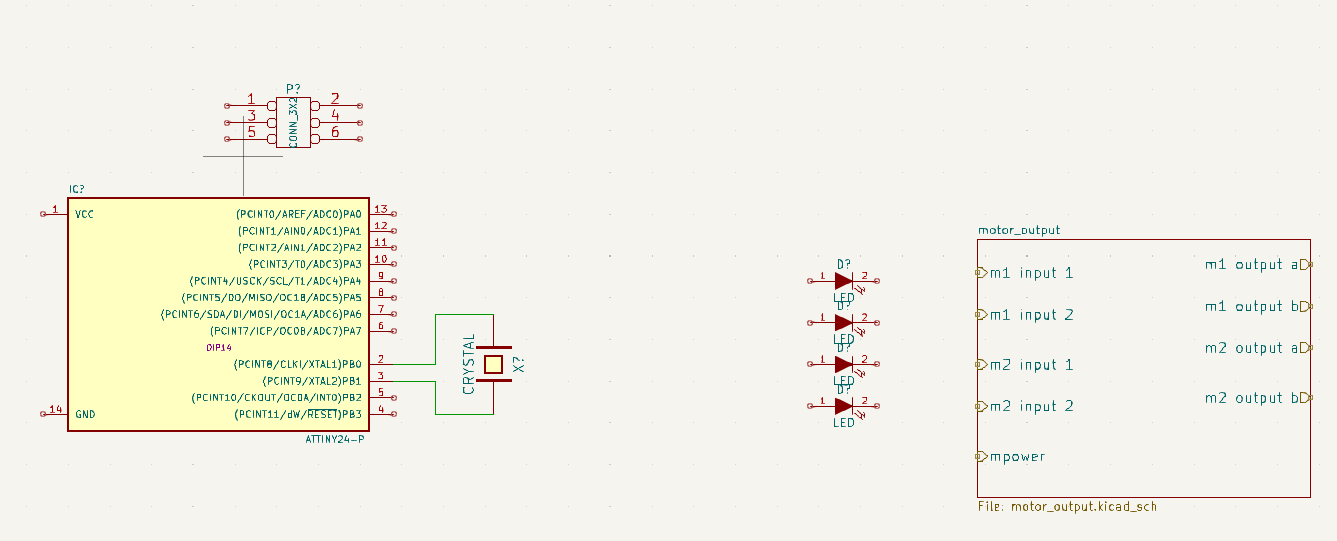 P?
1 CONN_3X2 2
3 4
5 6
IC?
1 VCC (PCINT0/AREF/ADC0)PA0 13
(PCINT1/AIN0/ADC1)PA1 12
(PCINT2/AIN1/ADC2)PA2 11
(PCINT3/T0/ADC3)PA3 10
(PCINT4/USCK/SCL/T1/ADC4)PA4 9
(PCINT5/DO/MISO/OC1B/ADC5)PA5 8
(PCINT6/SDA/DI/MOSI/OC1A/ADC6)PA6 7
(PCINT7/ICP/OC0B/ADC7)PA7 6
DIP14
(PCINT8/CLKI/XTAL1)PB0 2
(PCINT9/XTAL2)PB1 3
(PCINT10/CKOUT/OC0A/INT0)PB2 5
14 GND (PCINT11/dW/RESET)PB3 4
ATTINY24-P
CRYSTAL
X?
D?
1 2
LED
D?
1 2
LED
D?
1 2
LED
D?
1 2
LED
motor_output
m1 input 1
m1 input 2
m2 input 1
m2 input 2
mpower
m1 output a
m1 output b
m2 output a
m2 output b
File: motor_output.kicad_sch